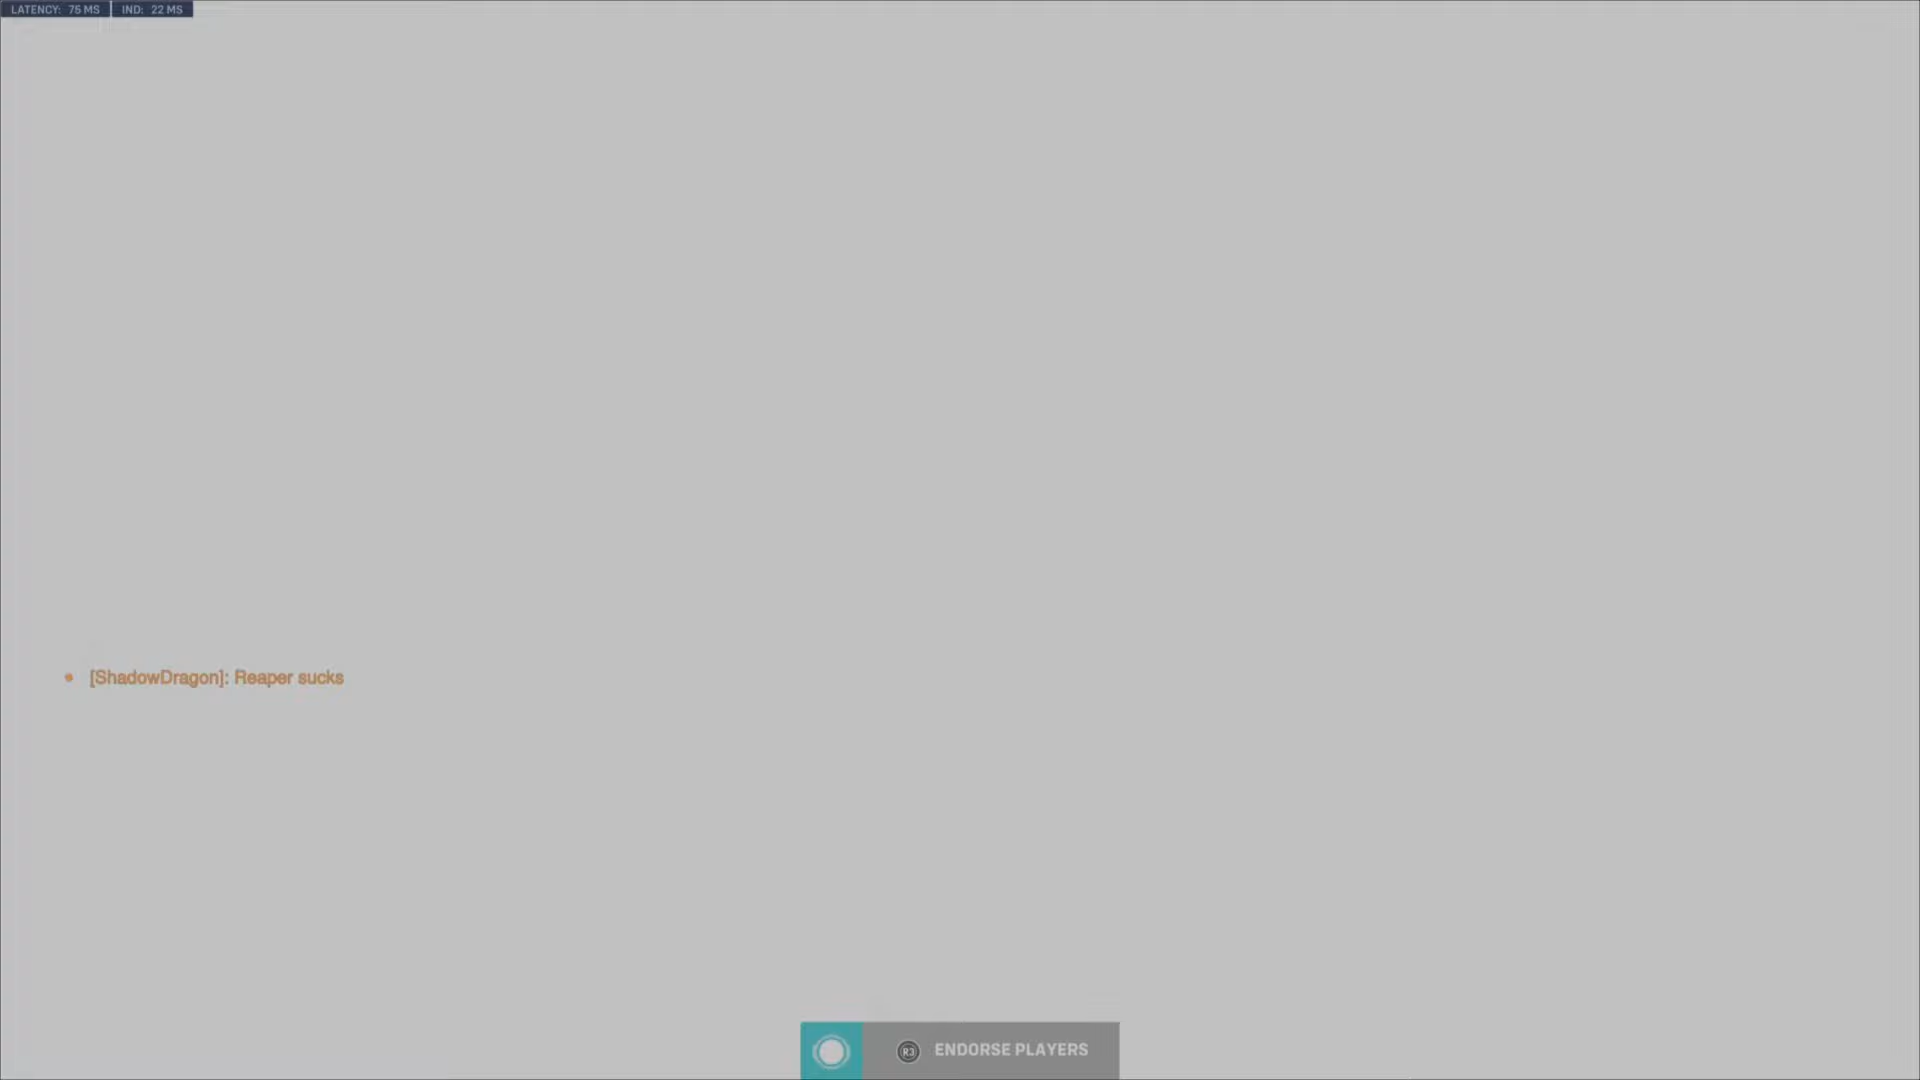 LATENCY: 75 MS IND: 22 MS
[ShadowDragon]: Reaper sucks
R3 ENDORSE PLAYERS